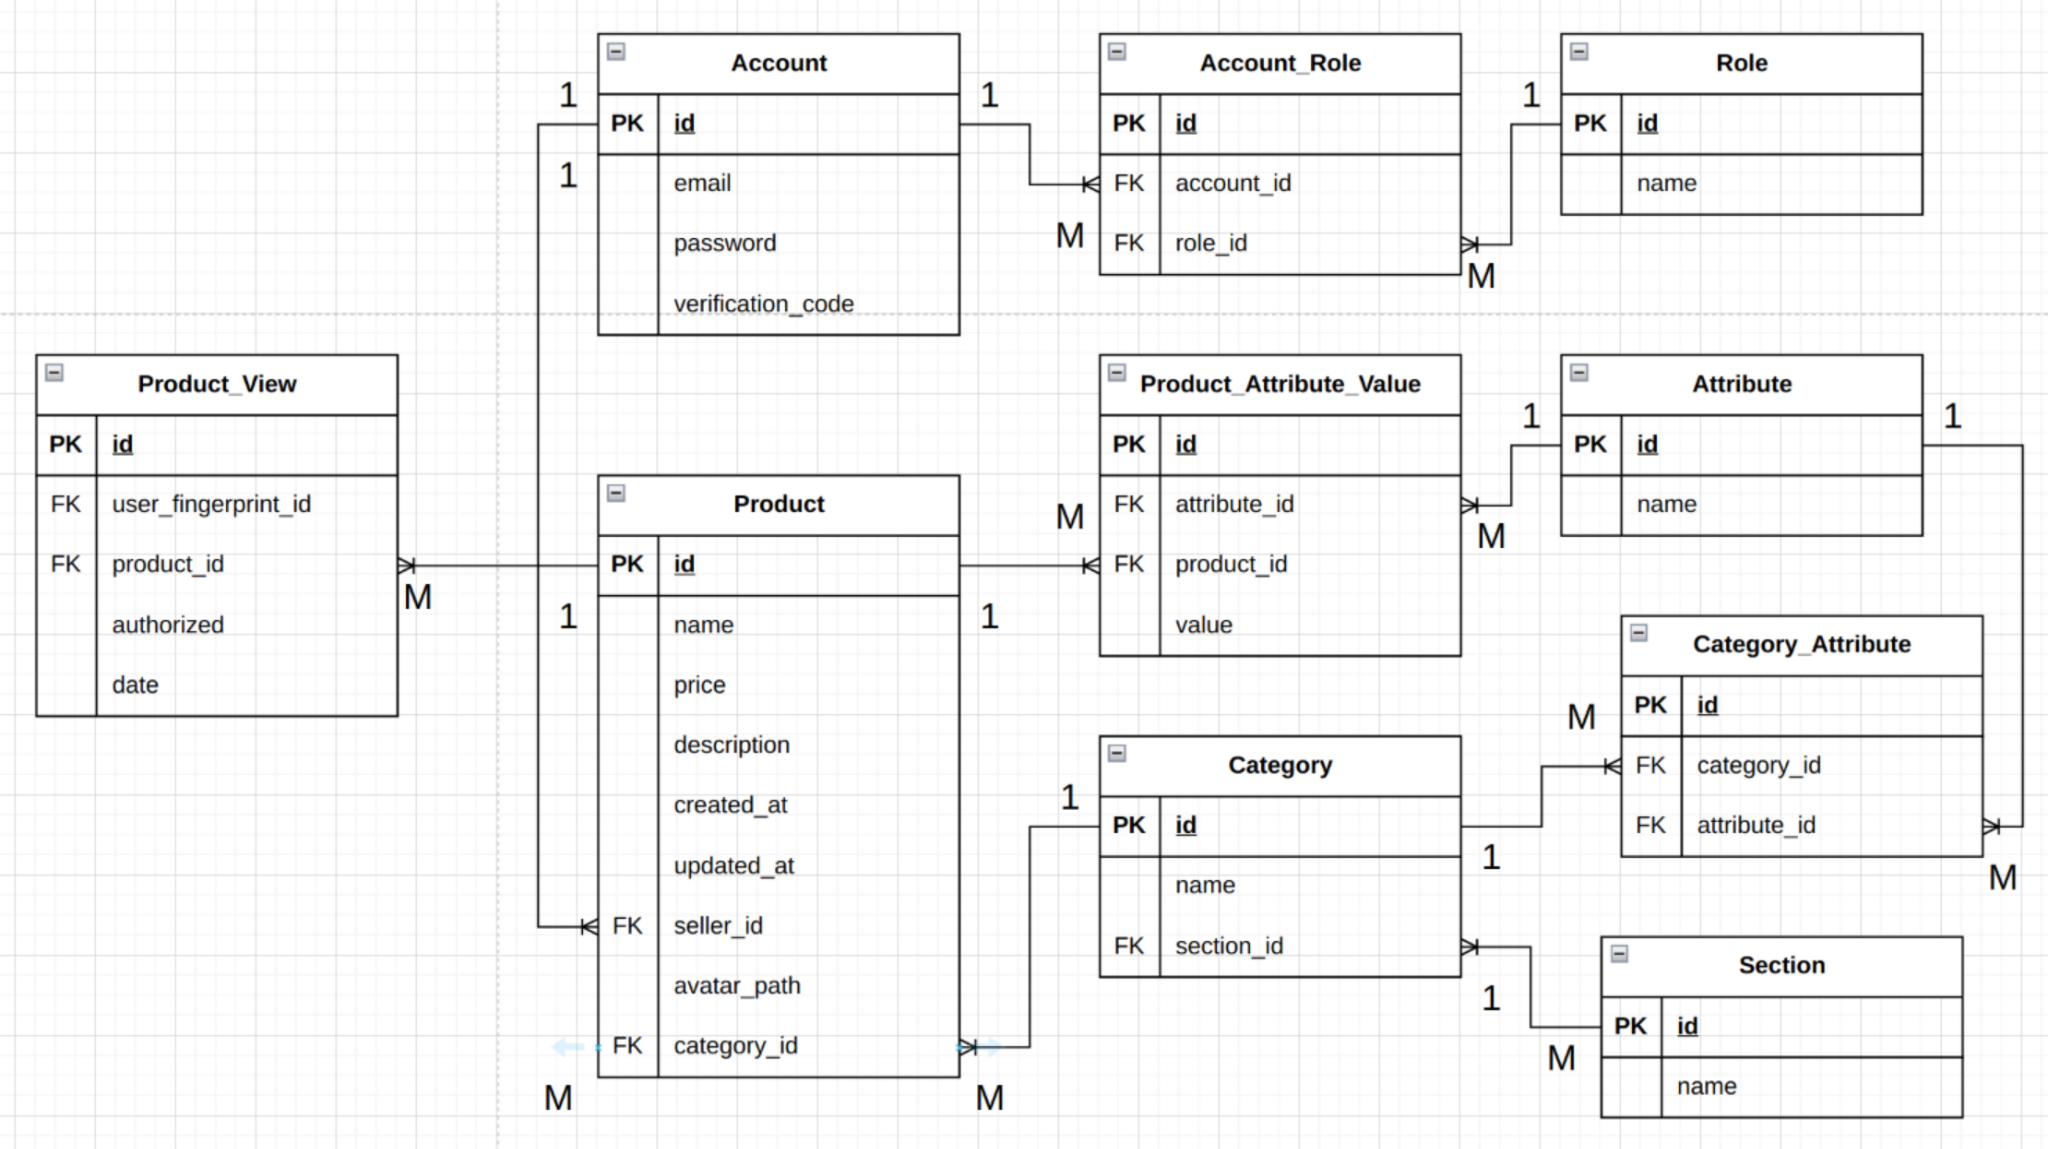 Account
1
1
PK id
1
email
password
verification_code
Account_Role
PK id
FK account_id
M
FK role_id
M
Role
1
PK id
name
Product_View
PK id
FK user_fingerprint_id
FK product_id
M
authorized
date
Product
PK id
1
1
name
price
description
created_at
updated_at
FK seller_id
avatar_path
FK category_id
M
M
Product_Attribute_Value
PK id
M
FK attribute_id
M
FK product_id
value
Attribute
1
1
PK id
name
Category_Attribute
PK id
M
FK category_id
FK attribute_id
M
Category
1
PK id
1
name
FK section_id
1
M
Section
PK id
name